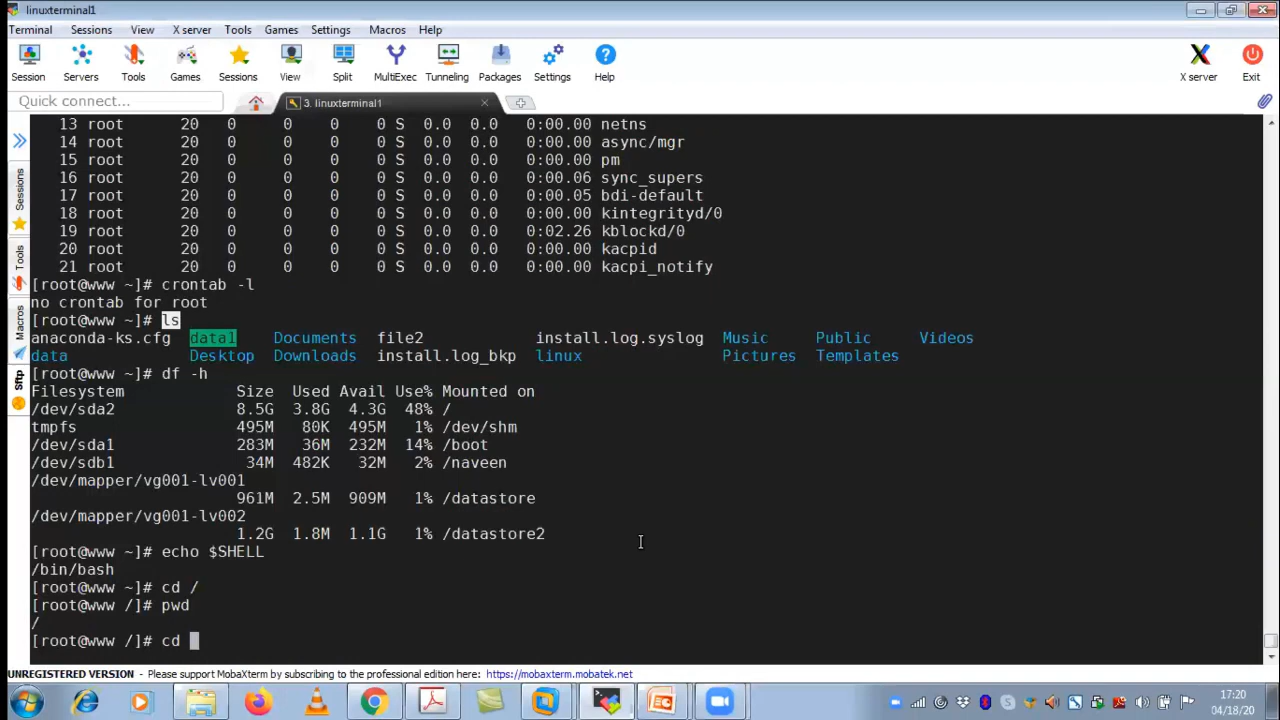 linuxterminal1
Terminal Sessions View X server Tools Games Settings Macros Help
Session Servers Tools Games Sessions View Split MultiExec Tunneling Packages Settings Help X server Exit
Quick connect... 3. linuxterminal1
Sessions
Tools
Macros
Sftp
13 root 20 0 0 0 0 S 0.0 0.0 0:00.00 netns
14 root 20 0 0 0 0 S 0.0 0.0 0:00.00 async/mgr
15 root 20 0 0 0 0 S 0.0 0.0 0:00.00 pm
16 root 20 0 0 0 0 S 0.0 0.0 0:00.06 sync_supers
17 root 20 0 0 0 0 S 0.0 0.0 0:00.05 bdi-default
18 root 20 0 0 0 0 S 0.0 0.0 0:00.00 kintegrityd/0
19 root 20 0 0 0 0 S 0.0 0.0 0:02.26 kblockd/0
20 root 20 0 0 0 0 S 0.0 0.0 0:00.00 kacpid
21 root 20 0 0 0 0 S 0.0 0.0 0:00.00 kacpi_notify
[root@www ~]# crontab -l
no crontab for root
[root@www ~]# ls
anaconda-ks.cfg data1 Documents file2 install.log.syslog Music Public Videos
data Desktop Downloads install.log_bkp linux Pictures Templates
[root@www ~]# df -h
Filesystem Size Used Avail Use% Mounted on
/dev/sda2 8.5G 3.8G 4.3G 48% /
tmpfs 495M 80K 495M 1% /dev/shm
/dev/sda1 283M 36M 232M 14% /boot
/dev/sdb1 34M 482K 32M 2% /naveen
/dev/mapper/vg001-lv001
961M 2.5M 909M 1% /datastore
/dev/mapper/vg001-lv002
1.2G 1.8M 1.1G 1% /datastore2
[root@www ~]# echo $SHELL
/bin/bash
[root@www ~]# cd /
[root@www /]# pwd
/
[root@www /]# cd
UNREGISTERED VERSION - Please support MobaXterm by subscribing to the professional edition here: https://mobaxterm.mobatek.net
17:20
04/18/20